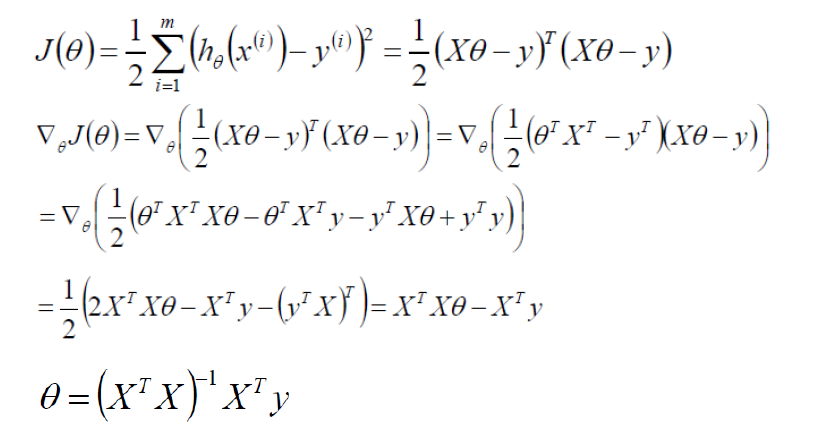 J(θ) = 1/2 ∑_{i=1}^{m} (h_θ(x^{(i)}) − y^{(i)})² = 1/2 (Xθ − y)^T (Xθ − y)
∇_θ J(θ) = ∇_θ (1/2 (Xθ − y)^T (Xθ − y)) = ∇_θ (1/2 (θ^T X^T − y^T)(Xθ − y))
= ∇_θ (1/2 (θ^T X^T Xθ − θ^T X^T y − y^T Xθ + y^T y))
= 1/2 (2X^T Xθ − X^T y − (y^T X)^T) = X^T Xθ − X^T y
θ = (X^T X)^{-1} X^T y